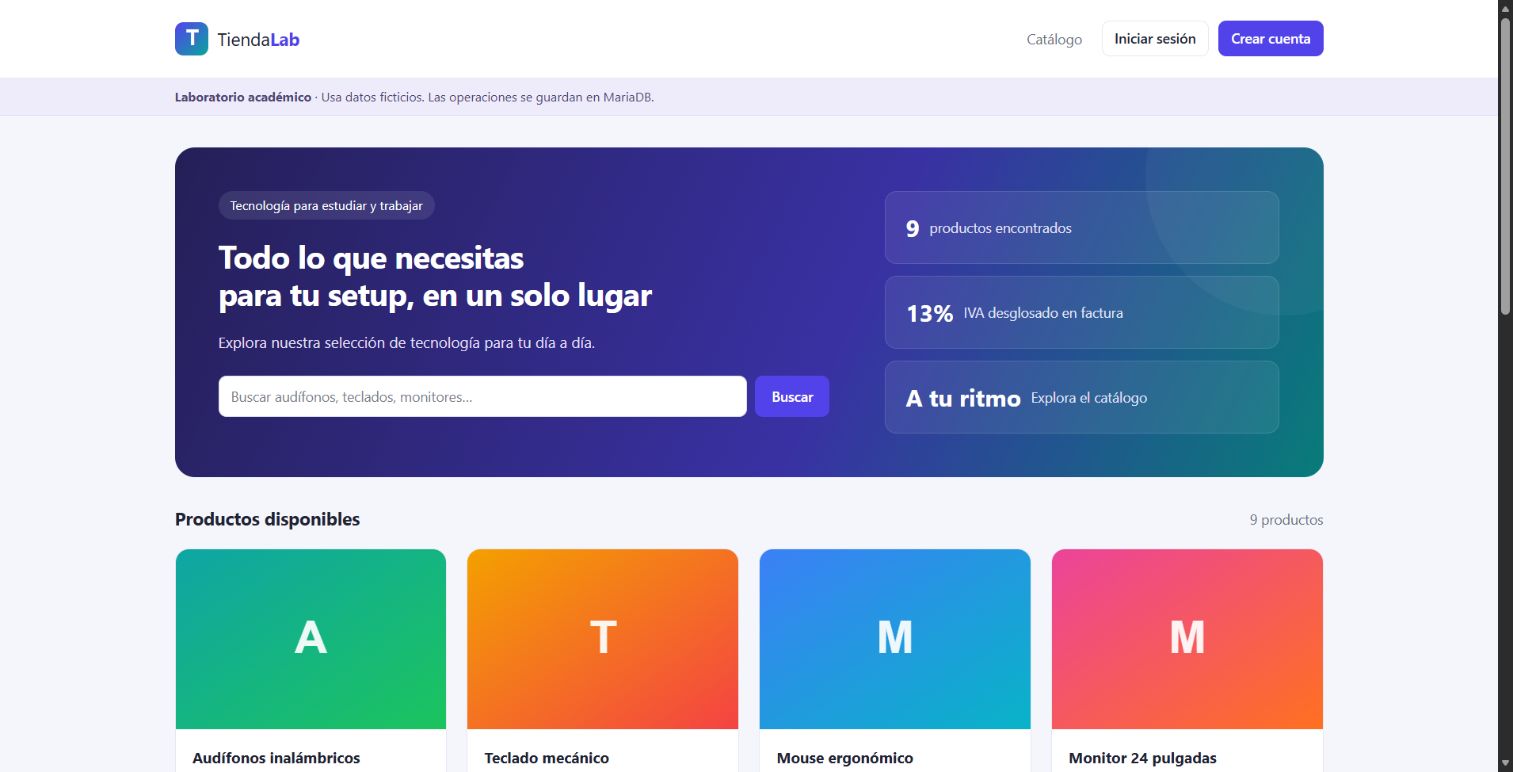 T TiendaLab
Catálogo
Iniciar sesión
Crear cuenta
Laboratorio académico · Usa datos ficticios. Las operaciones se guardan en MariaDB.
Tecnología para estudiar y trabajar
Todo lo que necesitas
para tu setup, en un solo lugar
Explora nuestra selección de tecnología para tu día a día.
Buscar audífonos, teclados, monitores...
Buscar
9 productos encontrados
13% IVA desglosado en factura
A tu ritmo Explora el catálogo
Productos disponibles
9 productos
A
T
M
M
Audífonos inalámbricos
Teclado mecánico
Mouse ergonómico
Monitor 24 pulgadas